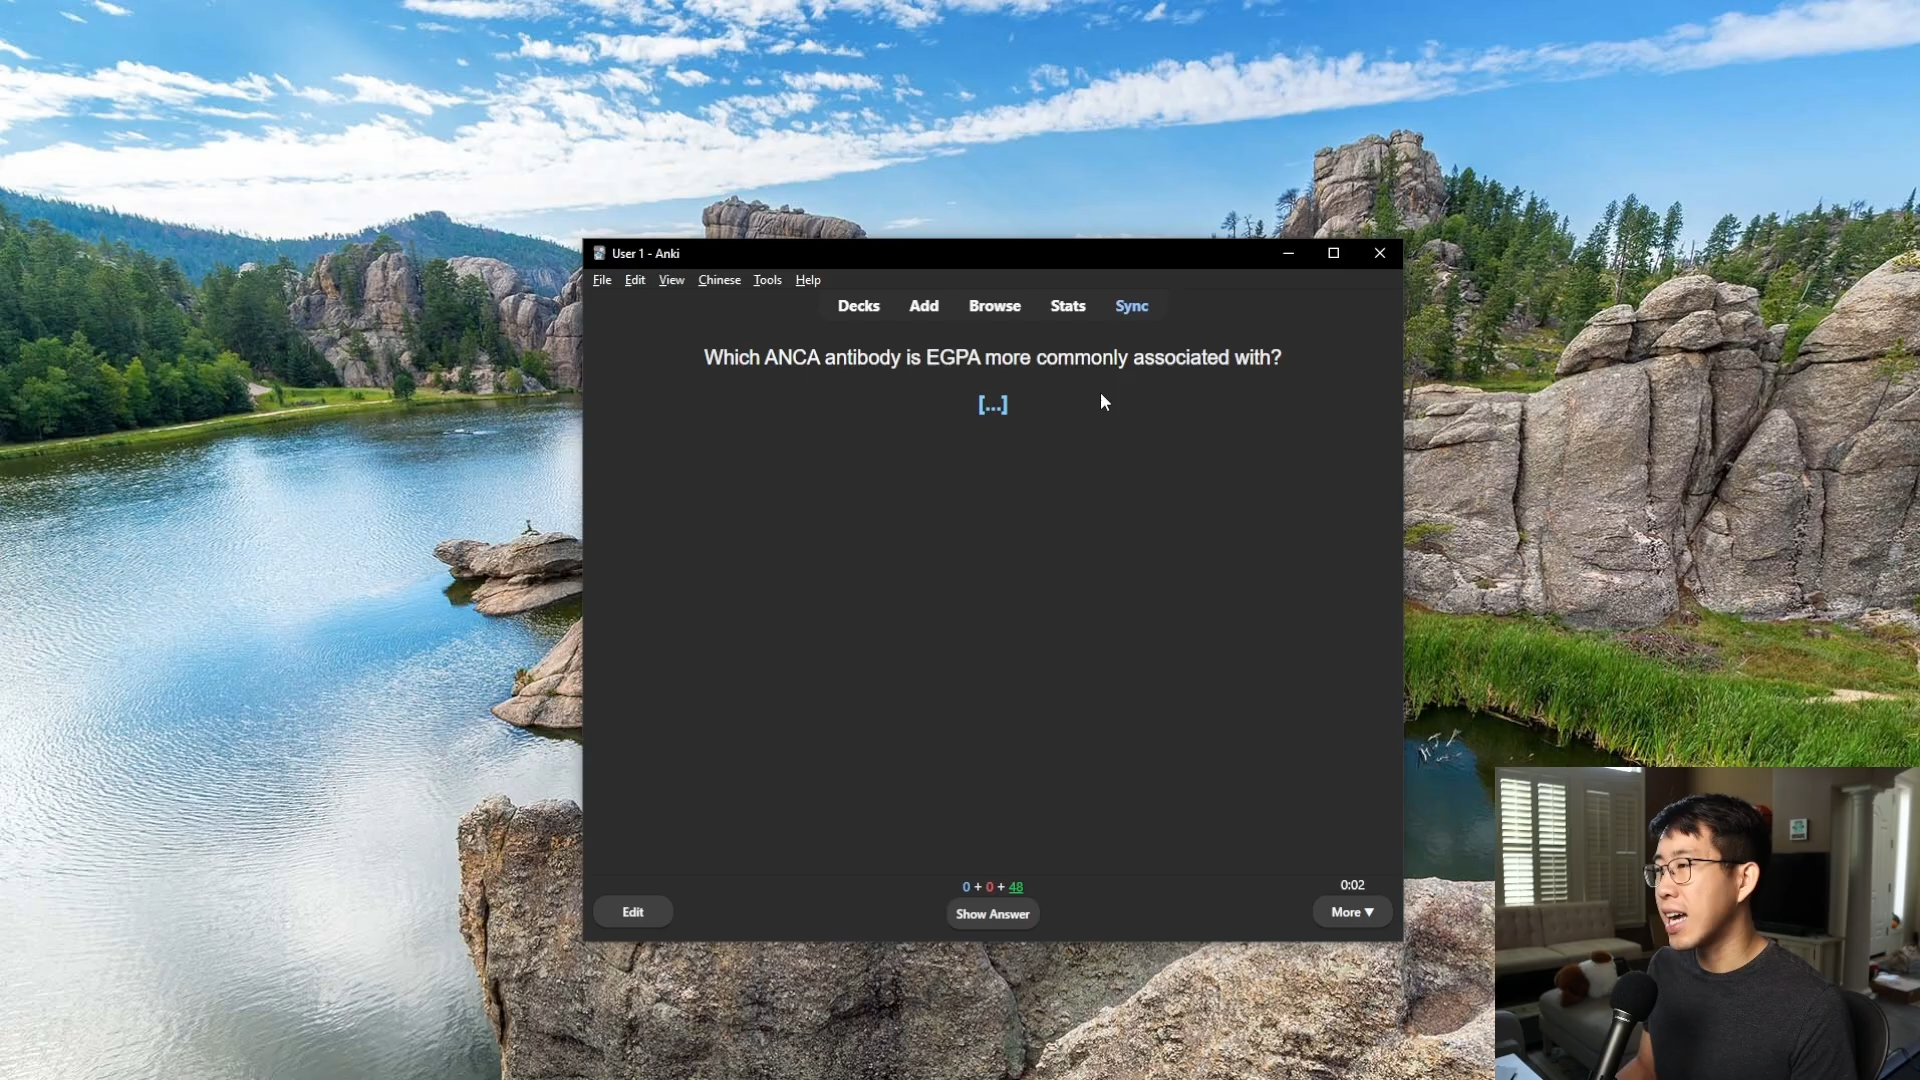 User 1 - Anki
File Edit View Chinese Tools Help
Decks Add Browse Stats Sync
Which ANCA antibody is EGPA more commonly associated with?
[...]
0 + 0 + 48
0:02
Edit
Show Answer
More ▼